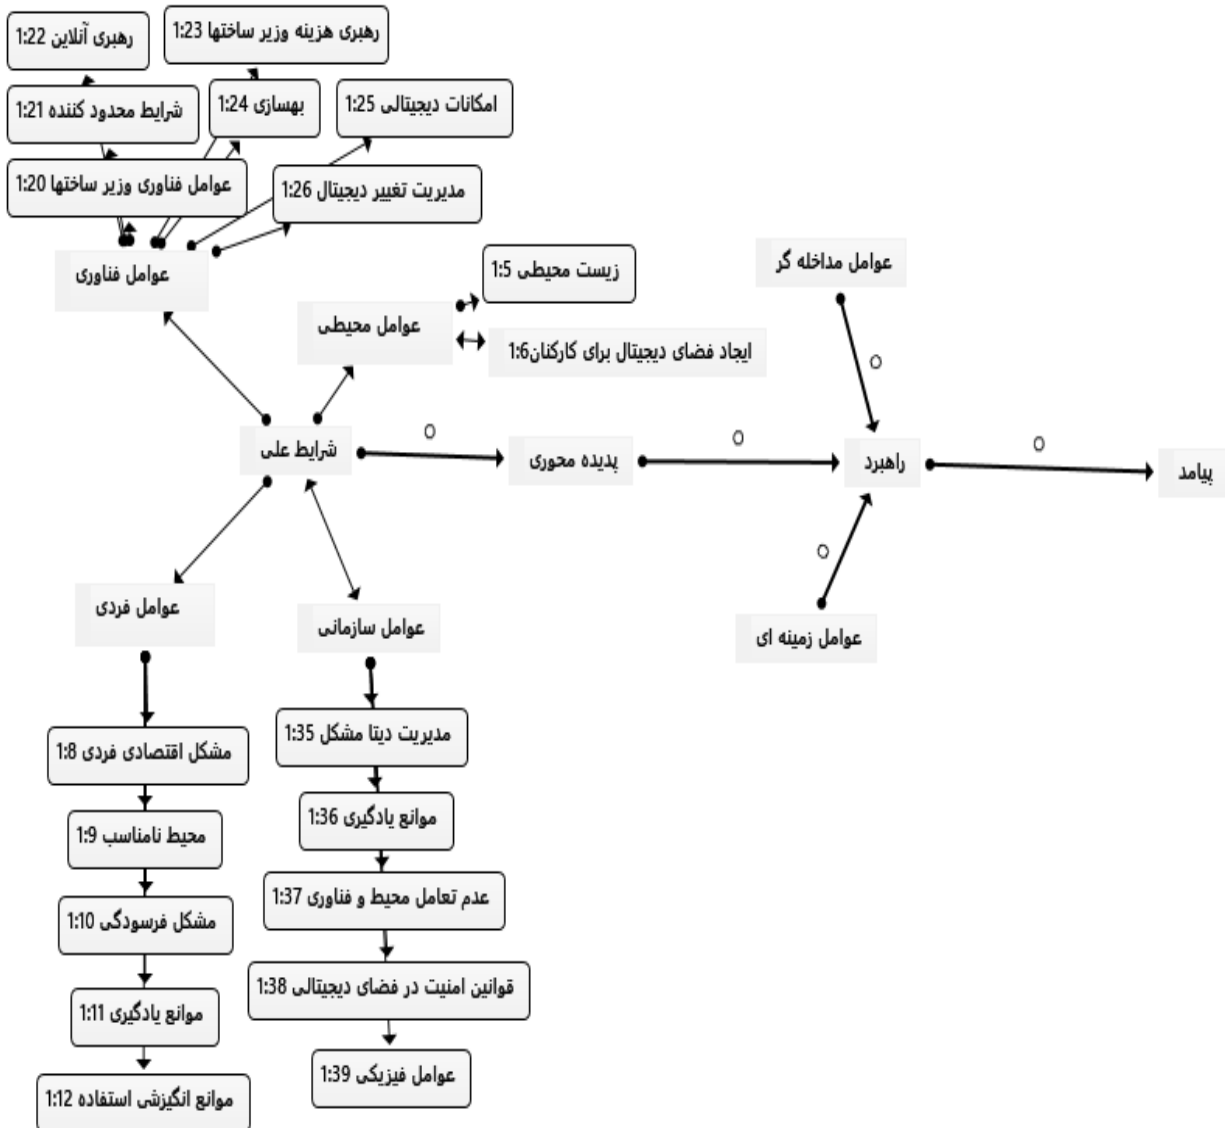 رهبری آنلاین 1:22
رهبری هزینه وزیر ساختها 1:23
شرایط محدود کننده 1:21
بهسازی 1:24
امکانات دیجیتالی 1:25
عوامل فناوری وزیر ساختها 1:20
مدیریت تغییر دیجیتال 1:26
عوامل فناوری
زیست محیطی 1:5
عوامل محیطی
ایجاد فضای دیجیتال برای کارکنان1:6
عوامل مداخله گر
شرایط علی
پدیده محوری
راهبرد
پیامد
عوامل فردی
عوامل سازمانی
عوامل زمینه ای
مشکل اقتصادی فردی 1:8
محیط نامناسب 1:9
مشکل فرسودگی 1:10
موانع یادگیری 1:11
موانع انگیزشی استفاده 1:12
مدیریت دیتا مشکل 1:35
موانع یادگیری 1:36
عدم تعامل محیط و فناوری 1:37
قوانین امنیت در فضای دیجیتالی 1:38
عوامل فیزیکی 1:39